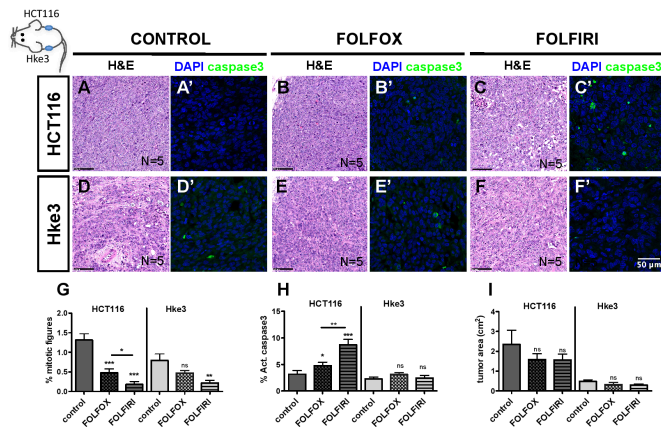 HCT116
Hke3
CONTROL FOLFOX FOLFIRI
H&E DAPI caspase3 H&E DAPI caspase3 H&E DAPI caspase3
HCT116
A A' B B' C C'
N=5 N=5 N=5
Hke3
D D' E E' F F'
N=5 N=5 N=5
50 µm
G
HCT116 Hke3
% mitotic figures
2.0
1.5
1.0
0.5
0.0
*** * *** ns **
control FOLFOX FOLFIRI control FOLFOX FOLFIRI
H
HCT116 Hke3
% Act. caspase3
15
10
5
0
* ** *** ns ns
control FOLFOX FOLFIRI control FOLFOX FOLFIRI
I
HCT116 Hke3
tumor area (cm²)
4
3
2
1
0
ns ns ns ns
control FOLFOX FOLFIRI control FOLFOX FOLFIRI